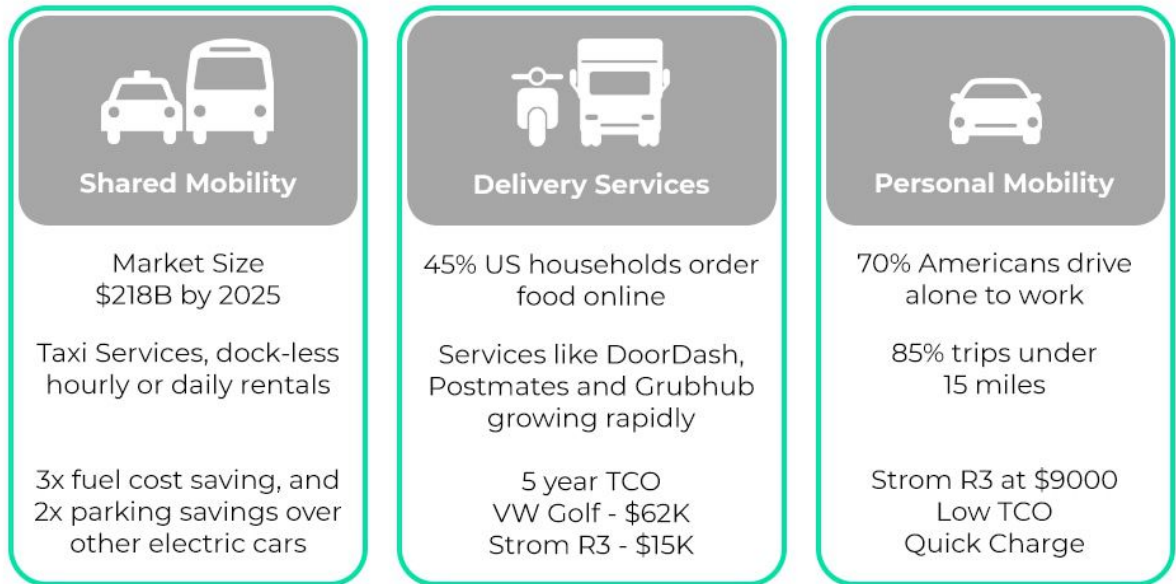 Shared Mobility
Market Size
$218B by 2025
Taxi Services, dock-less
hourly or daily rentals
3x fuel cost saving, and
2x parking savings over
other electric cars
Delivery Services
45% US households order
food online
Services like DoorDash,
Postmates and Grubhub
growing rapidly
5 year TCO
VW Golf - $62K
Strom R3 - $15K
Personal Mobility
70% Americans drive
alone to work
85% trips under
15 miles
Strom R3 at $9000
Low TCO
Quick Charge